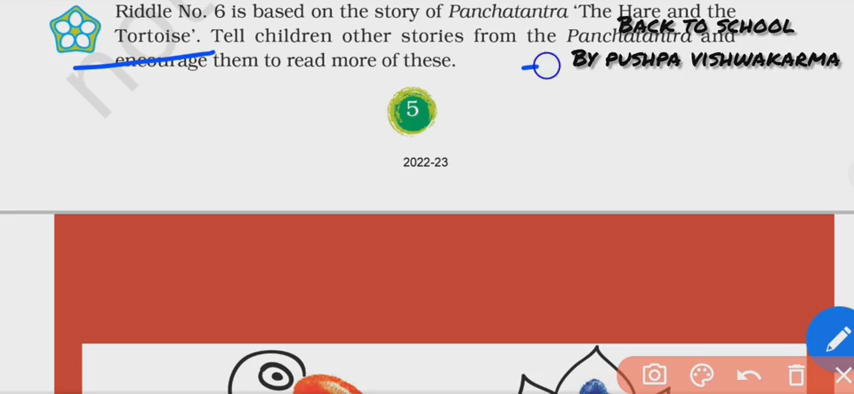 Riddle No. 6 is based on the story of Panchatantra 'The Hare and the
Tortoise'. Tell children other stories from the Panchatantra and
encourage them to read more of these.
BACK TO SCHOOL
BY PUSHPA VISHWAKARMA
5
2022-23
not